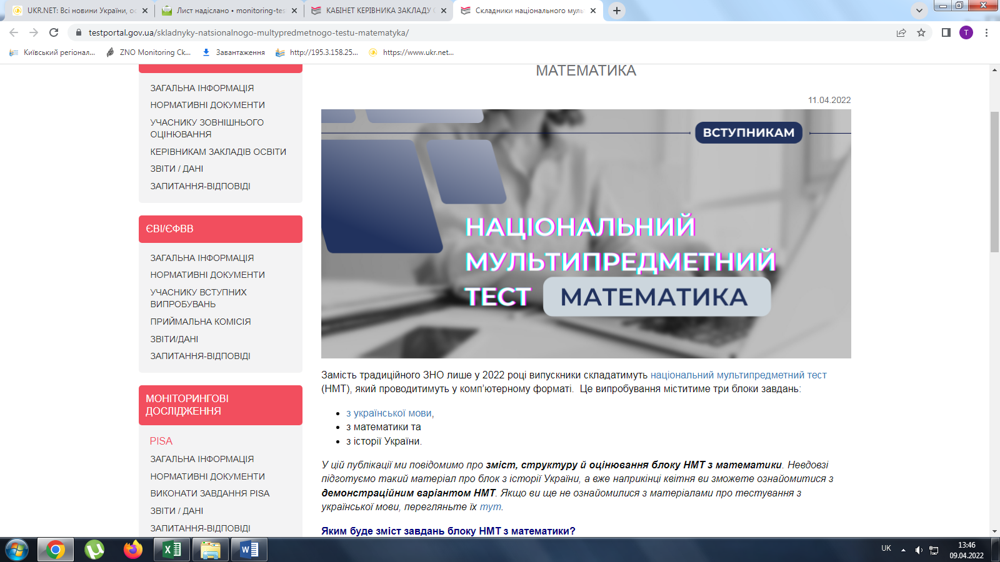 UKR.NET: Всі новини України, ос
Лист надіслано • monitoring-tes
КАБІНЕТ КЕРІВНИКА ЗАКЛАДУ О
Складники національного муль
testportal.gov.ua/skladnyky-natsionalnogo-multypredmetnogo-testu-matematyka/
T
Київський регіонал...
ZNO Monitoring Ck...
Завантаження
http://195.3.158.25...
https://www.ukr.net...
ЗАГАЛЬНА ІНФОРМАЦІЯ
НОРМАТИВНІ ДОКУМЕНТИ
УЧАСНИКУ ЗОВНІШНЬОГО
ОЦІНЮВАННЯ
КЕРІВНИКАМ ЗАКЛАДІВ ОСВІТИ
ЗВІТИ / ДАНІ
ЗАПИТАННЯ-ВІДПОВІДІ
ЄВІ/ЄФВВ
ЗАГАЛЬНА ІНФОРМАЦІЯ
НОРМАТИВНІ ДОКУМЕНТИ
УЧАСНИКУ ВСТУПНИХ
ВИПРОБУВАНЬ
ПРИЙМАЛЬНА КОМІСІЯ
ЗВІТИ/ДАНІ
ЗАПИТАННЯ-ВІДПОВІДІ
МОНІТОРИНГОВІ
ДОСЛІДЖЕННЯ
PISA
ЗАГАЛЬНА ІНФОРМАЦІЯ
НОРМАТИВНІ ДОКУМЕНТИ
ВИКОНАТИ ЗАВДАННЯ PISA
ЗВІТИ / ДАНІ
ЗАПИТАННЯ-ВІДПОВІДІ
МАТЕМАТИКА
11.04.2022
ВСТУПНИКАМ
НАЦІОНАЛЬНИЙ
МУЛЬТИПРЕДМЕТНИЙ
ТЕСТ МАТЕМАТИКА
Замість традиційного ЗНО лише у 2022 році випускники складатимуть національний мультипредметний тест
(НМТ), який проводитимуть у комп’ютерному форматі. Це випробування міститиме три блоки завдань:
• з української мови,
• з математики та
• з історії України.
У цій публікації ми повідомимо про зміст, структуру й оцінювання блоку НМТ з математики. Невдовзі
підготуємо такий матеріал про блок з історії України, а вже наприкінці квітня ви зможете ознайомитися з
демонстраційним варіантом НМТ. Якщо ви ще не ознайомилися з матеріалами про тестування з
української мови, перегляньте їх тут.
Яким буде зміст завдань блоку НМТ з математики?
UK
13:46
09.04.2022